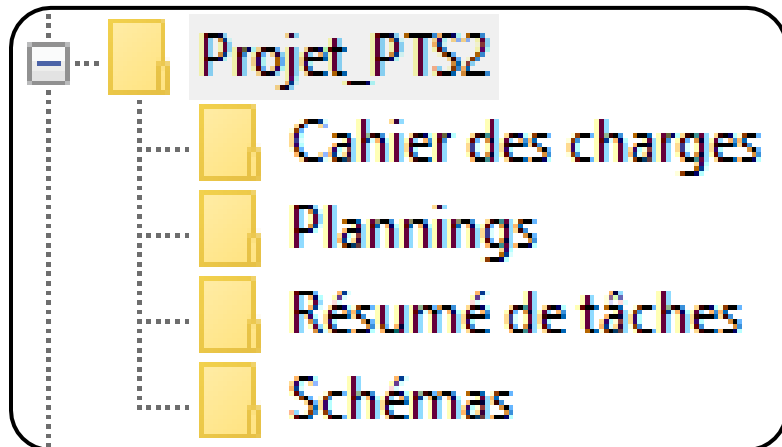 Projet_PTS2
Cahier des charges
Plannings
Résumé de tâches
Schémas